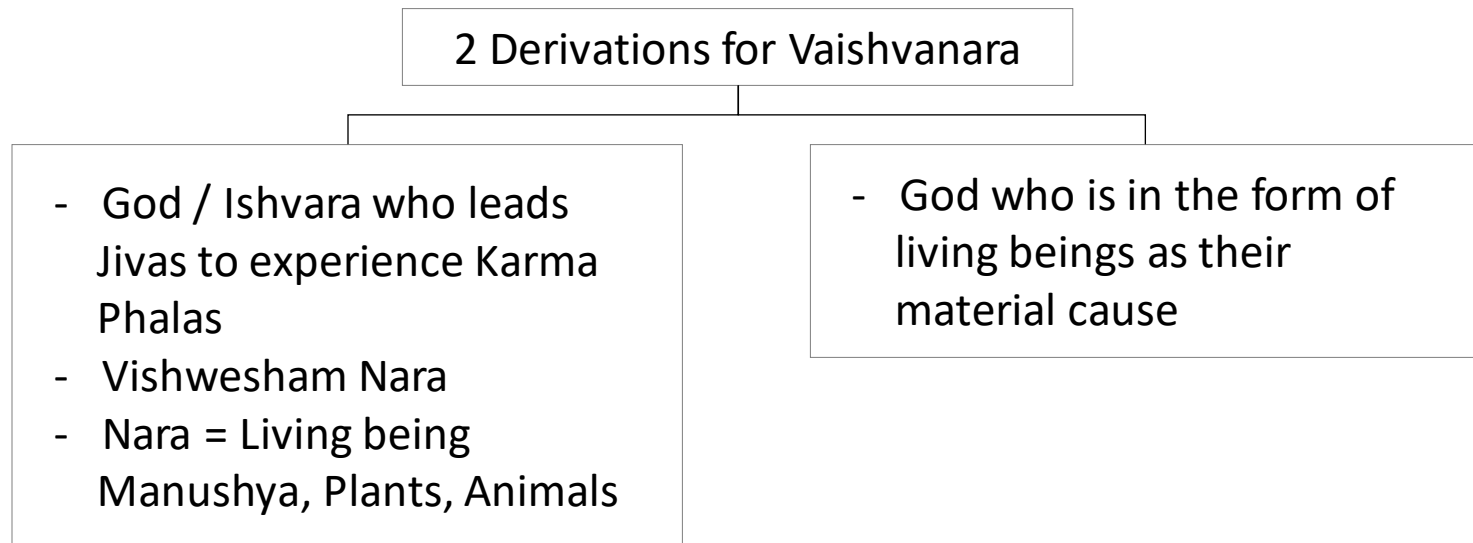 2 Derivations for Vaishvanara
- God / Ishvara who leads
Jivas to experience Karma
Phalas
- Vishwesham Nara
- Nara = Living being
Manushya, Plants, Animals
- God who is in the form of
living beings as their
material cause